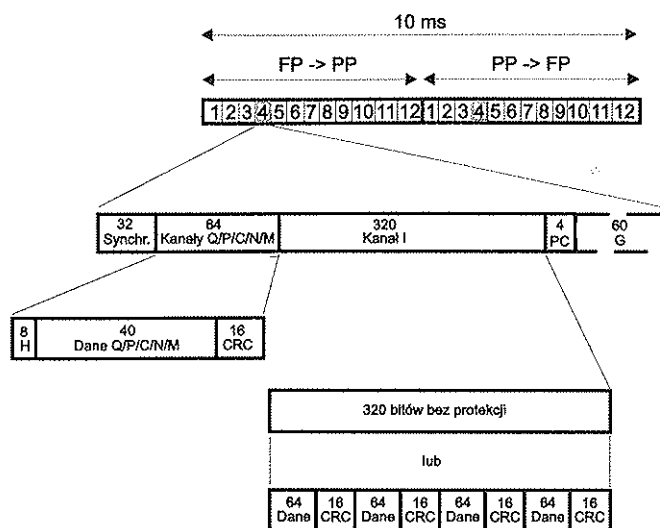 10 ms
FP -> PP PP -> FP
1 2 3 4 5 6 7 8 9 10 11 12 1 2 3 4 5 6 7 8 9 10 11 12
32 64 320 4 60
Synchr. Kanały Q/P/C/N/M Kanał I PC G
8 40 16
H Dane Q/P/C/N/M CRC
320 bitów bez protekcji
lub
64 16 64 16 64 16 64 16
Dane CRC Dane CRC Dane CRC Dane CRC